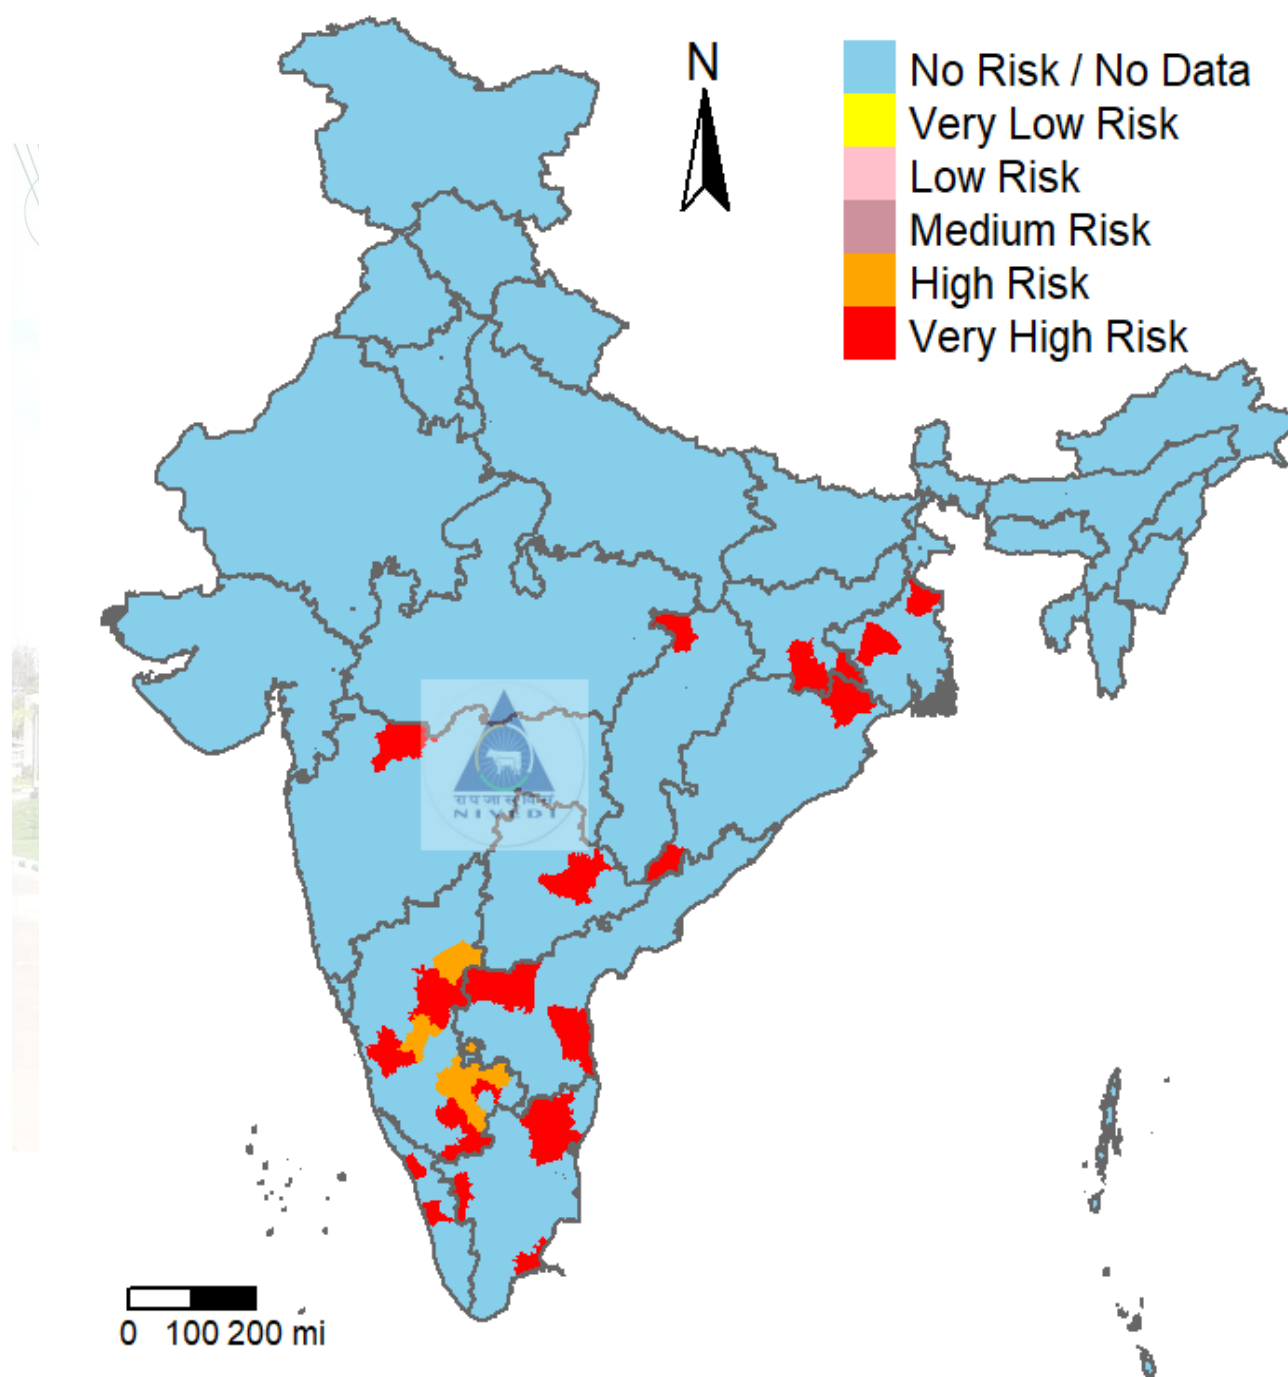 N
No Risk / No Data
Very Low Risk
Low Risk
Medium Risk
High Risk
Very High Risk
NIVEDI
0 100 200 mi